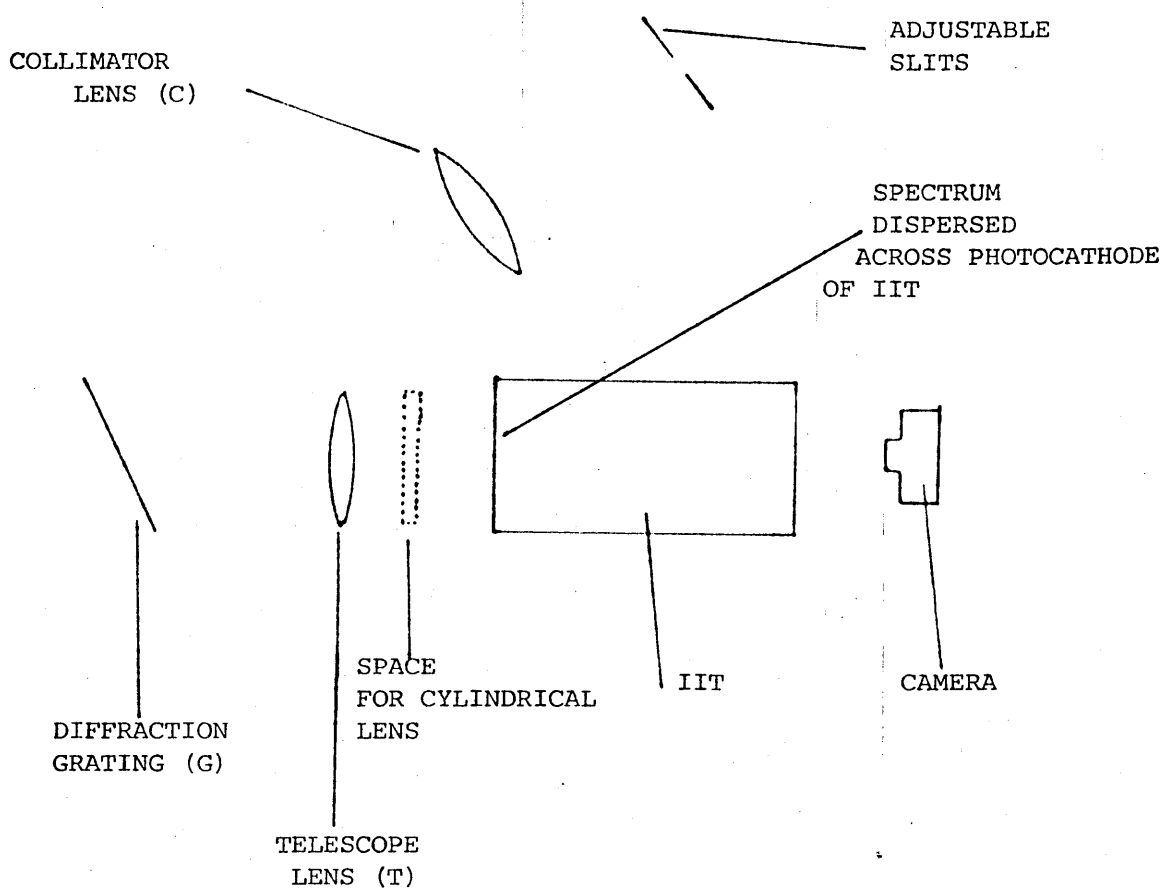 ADJUSTABLE
SLITS
COLLIMATOR
LENS (C)
SPECTRUM
DISPERSED
ACROSS PHOTOCATHODE
OF IIT
SPACE
FOR CYLINDRICAL
LENS
IIT
CAMERA
DIFFRACTION
GRATING (G)
TELESCOPE
LENS (T)